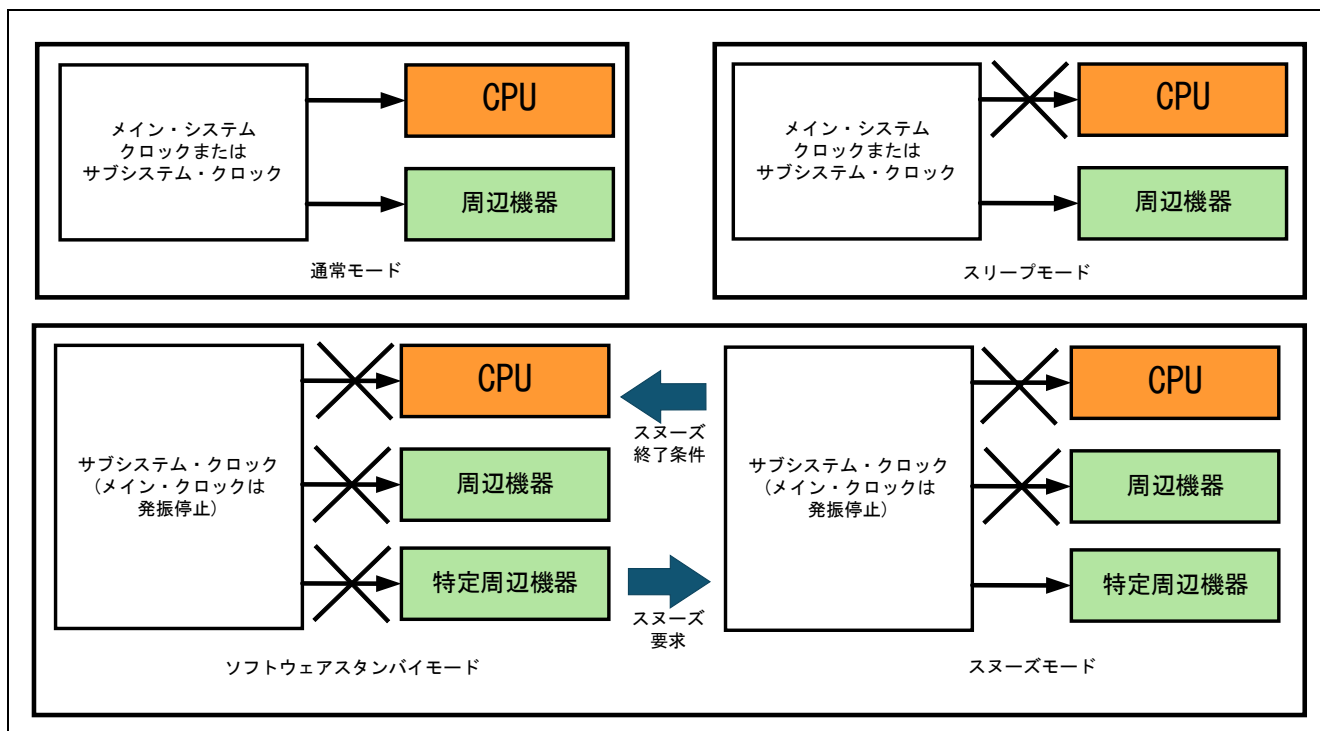 メイン・システム
クロックまたは
サブシステム・クロック
CPU
周辺機器
通常モード
メイン・システム
クロックまたは
サブシステム・クロック
CPU
周辺機器
スリープモード
サブシステム・クロック
(メイン・クロックは
発振停止)
CPU
周辺機器
特定周辺機器
ソフトウェアスタンバイモード
スヌーズ
終了条件
スヌーズ
要求
サブシステム・クロック
(メイン・クロックは
発振停止)
CPU
周辺機器
特定周辺機器
スヌーズモード